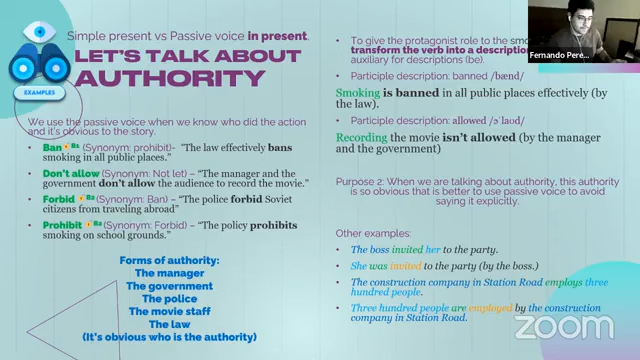 Simple present vs Passive voice in present.
LET'S TALK ABOUT
AUTHORITY
EXAMPLES
We use the passive voice when we know who did the action
and it's obvious to the story.
• Ban B1 (Synonym: prohibit)- "The law effectively bans
smoking in all public places."
• Don't allow (Synonym: Not let) – "The manager and the
government don't allow the audience to record the movie."
• Forbid B2 (Synonym: Ban) – "The police forbid Soviet
citizens from traveling abroad"
• Prohibit B2 (Synonym: Forbid) – "The policy prohibits
smoking on school grounds."
Forms of authority:
The manager
The government
The police
The movie staff
The law
(It's obvious who is the authority)
• To give the protagonist role to the
transform the verb into a description
auxiliary for descriptions (be).
• Participle description: banned /bænd/
Smoking is banned in all public places effectively (by
the law).
• Participle description: allowed /əˈlaʊd/
Recording the movie isn't allowed (by the manager
and the government)
Purpose 2: When we are talking about authority, this authority
is so obvious that is better to use passive voice to avoid
saying it explicitly.
Other examples:
• The boss invited her to the party.
• She was invited to the party (by the boss.)
• The construction company in Station Road employs three
hundred people.
• Three hundred people are employed by the construction
company in Station Road.
Fernando Pere...
zoom